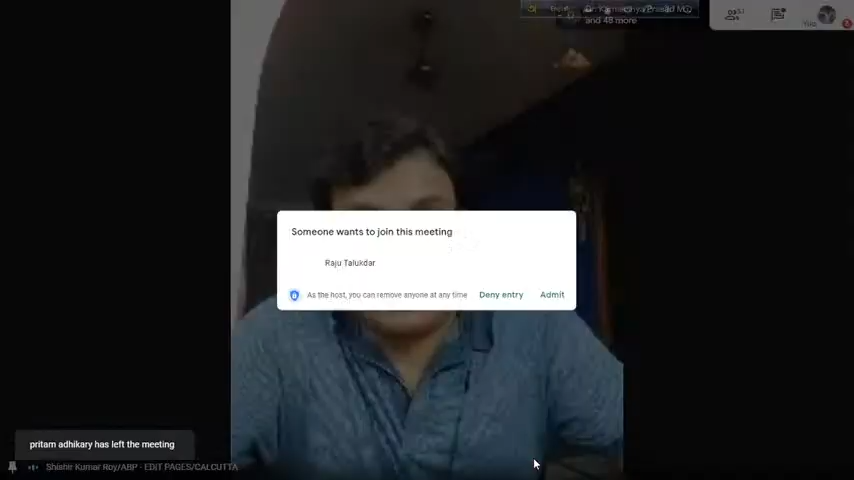 and 48 more
You
Someone wants to join this meeting
Raju Talukdar
As the host, you can remove anyone at any time
Deny entry
Admit
pritam adhikary has left the meeting
Shishir Kumar Roy/ABP - EDIT PAGES/CALCUTTA